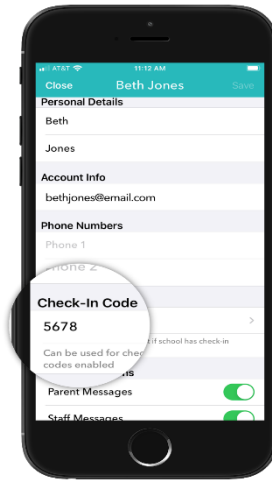 AT&T 11:12 AM
Close Beth Jones Save
Personal Details
Beth
Jones
Account Info
bethjones@email.com
Phone Numbers
Phone 1
Phone 2
Check-In Code
5678
Can be used for chec if school has check-in
codes enabled
ns
Parent Messages
Staff Messages